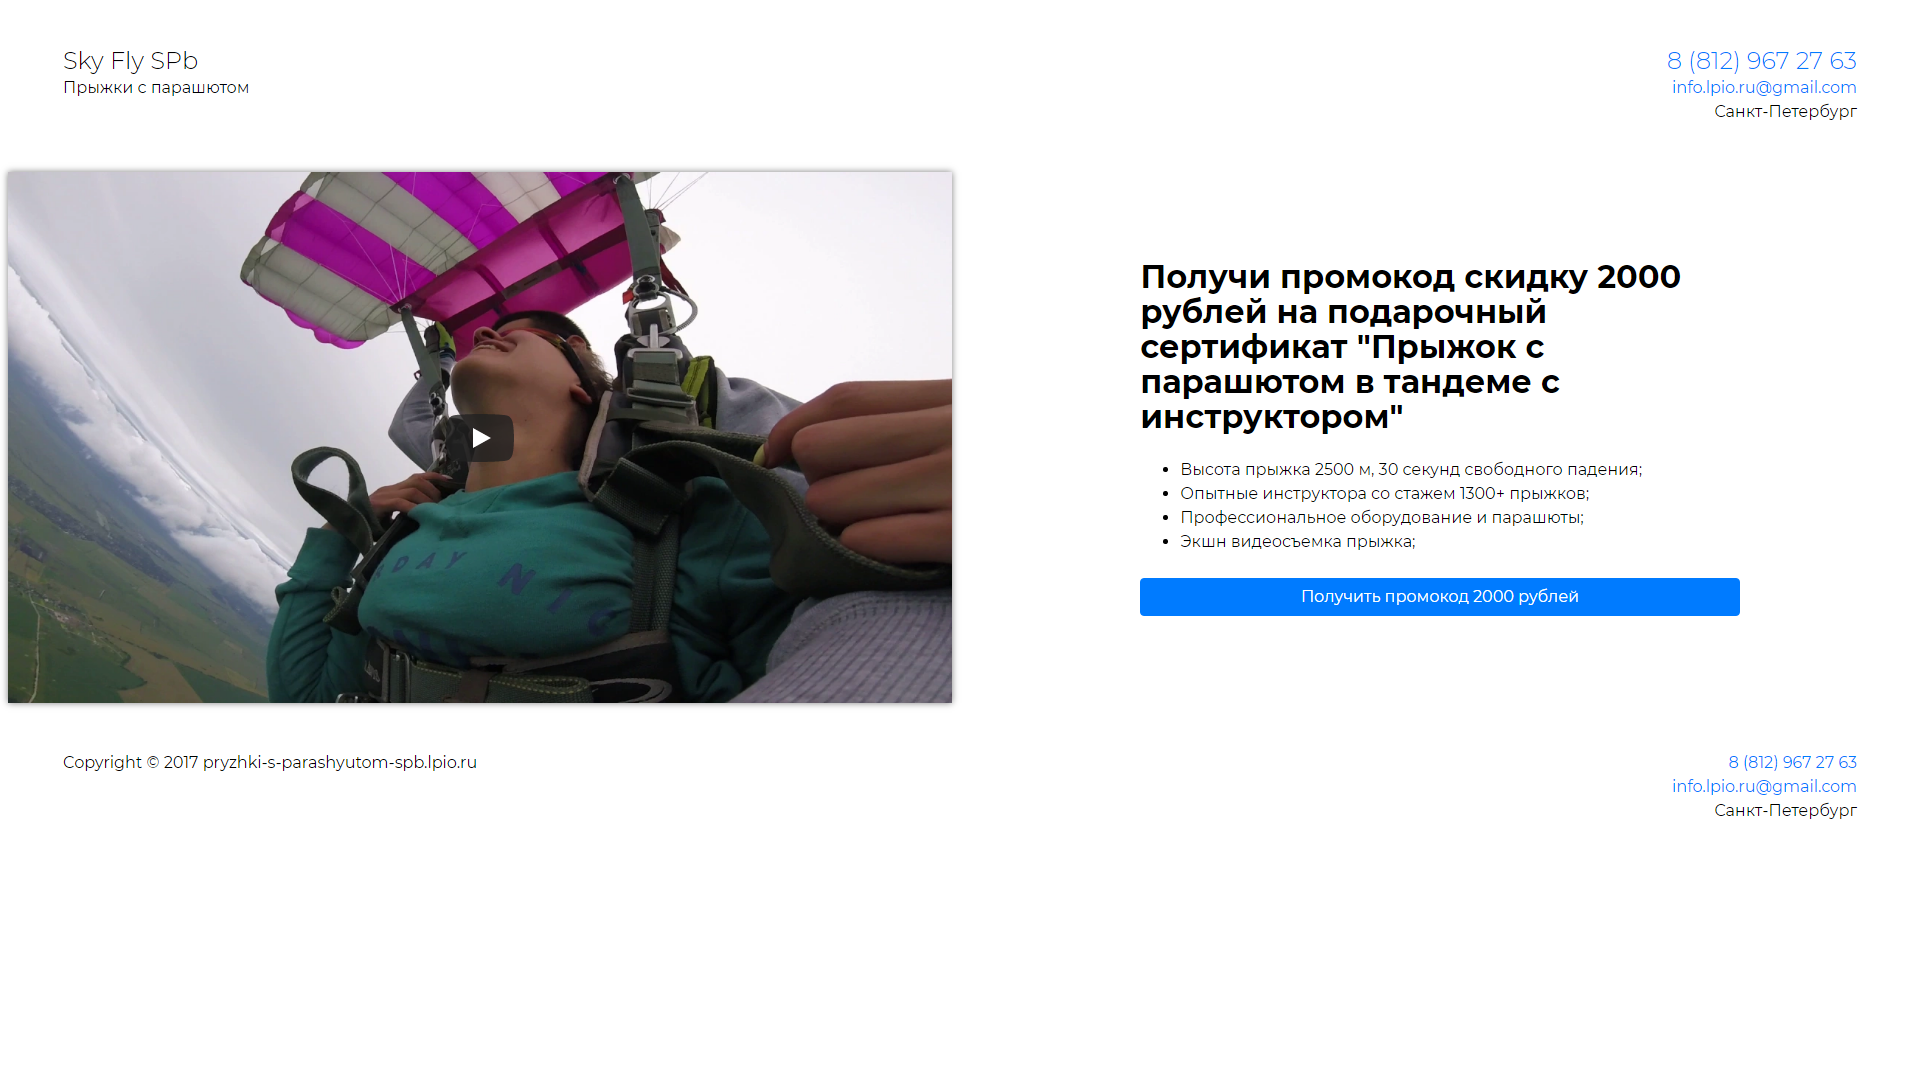 Sky Fly SPb
Прыжки с парашютом
8 (812) 967 27 63
info.lpio.ru@gmail.com
Санкт-Петербург
Получи промокод скидку 2000
рублей на подарочный
сертификат "Прыжок с
парашютом в тандеме с
инструктором"
Высота прыжка 2500 м, 30 секунд свободного падения;
Опытные инструктора со стажем 1300+ прыжков;
Профессиональное оборудование и парашюты;
Экшн видеосъемка прыжка;
Получить промокод 2000 рублей
Copyright © 2017 pryzhki-s-parashyutom-spb.lpio.ru
8 (812) 967 27 63
info.lpio.ru@gmail.com
Санкт-Петербург